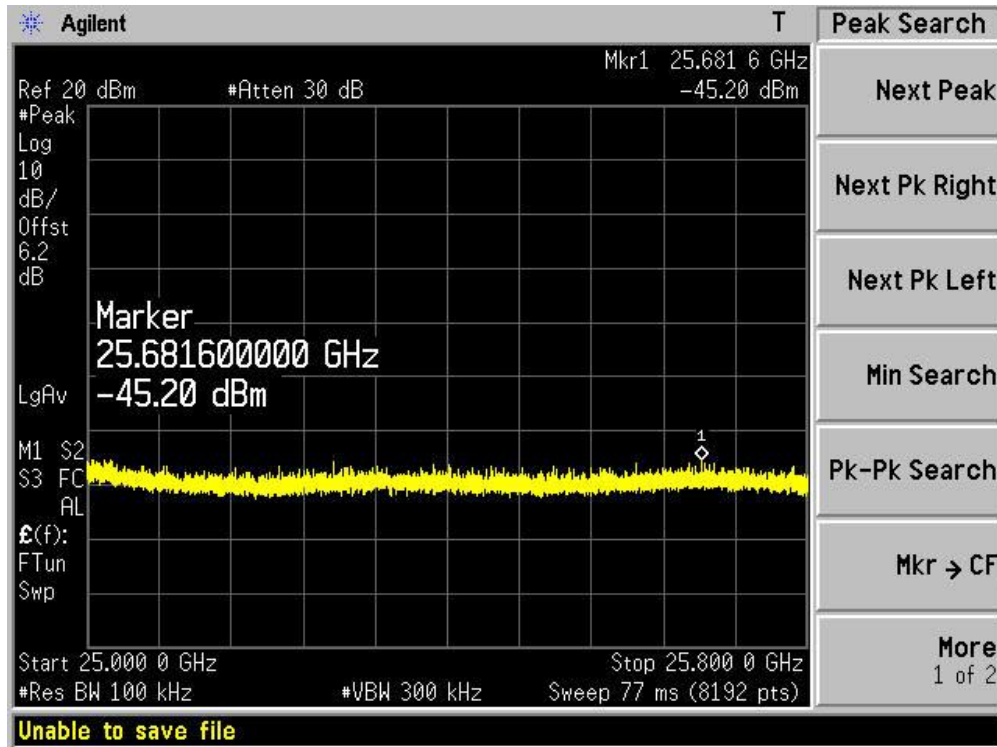 Agilent T
Peak Search
Mkr1 25.681 6 GHz
Ref 20 dBm #Atten 30 dB -45.20 dBm
#Peak
Log
10
dB/
Offst
6.2
dB
Marker
25.681600000 GHz
-45.20 dBm
LgAv
1
M1 S2
S3 FC
AL
£(f):
FTun
Swp
Start 25.000 0 GHz Stop 25.800 0 GHz
#Res BW 100 kHz #VBW 300 kHz Sweep 77 ms (8192 pts)
Unable to save file
Next Peak
Next Pk Right
Next Pk Left
Min Search
Pk-Pk Search
Mkr → CF
More
1 of 2